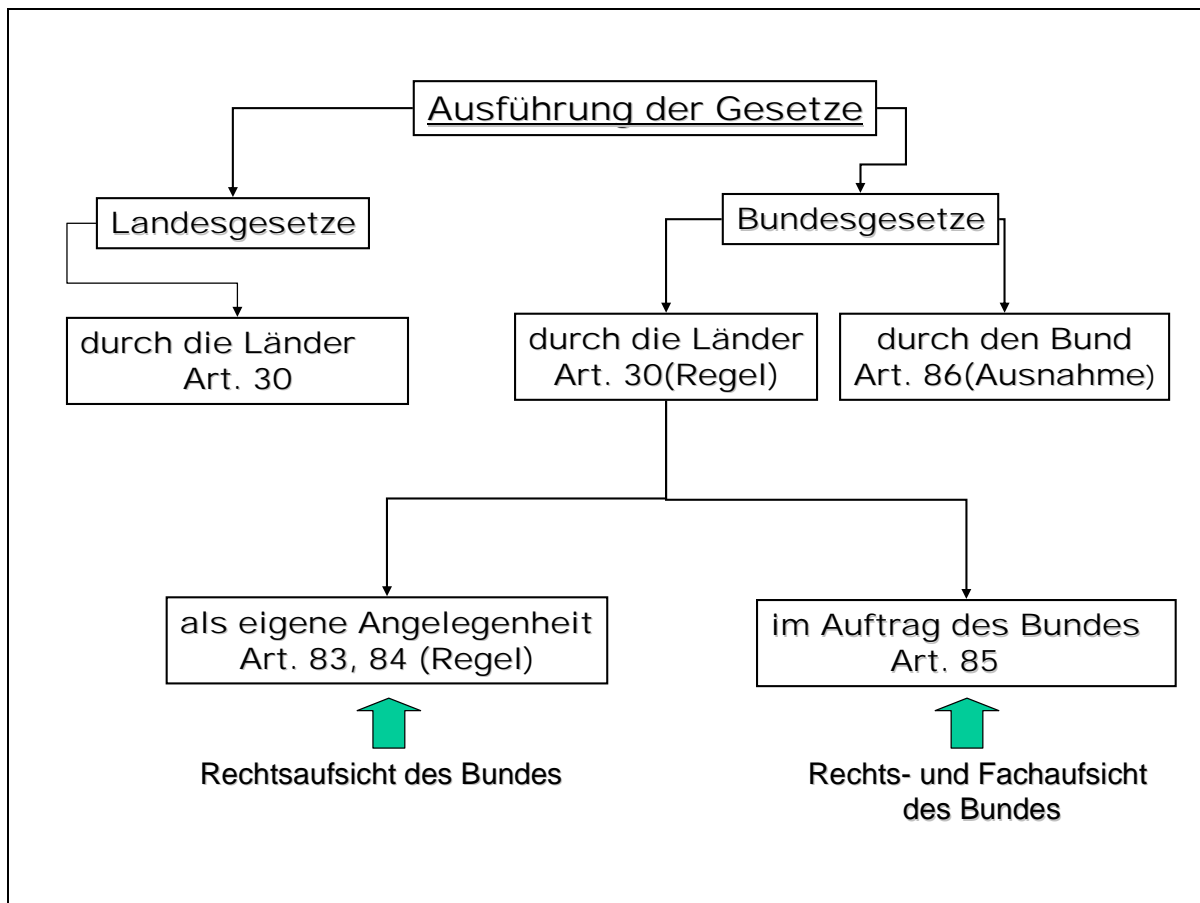 Ausführung der Gesetze
Landesgesetze
Bundesgesetze
durch die Länder
Art. 30
durch die Länder
Art. 30(Regel)
durch den Bund
Art. 86(Ausnahme)
als eigene Angelegenheit
Art. 83, 84 (Regel)
im Auftrag des Bundes
Art. 85
Rechtsaufsicht des Bundes
Rechts- und Fachaufsicht
des Bundes